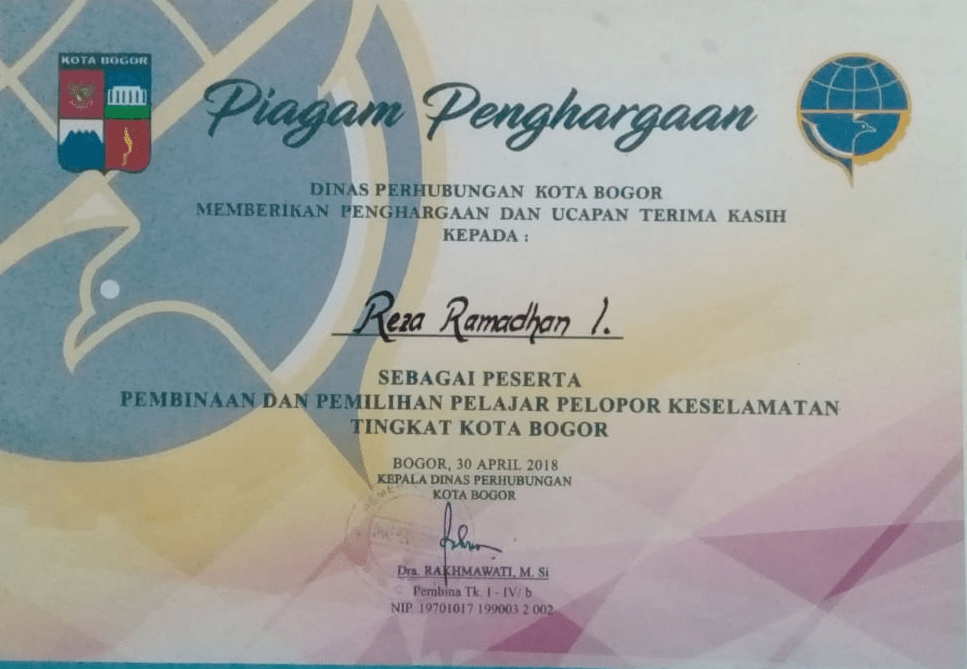 KOTA BOGOR
Piagam Penghargaan
DINAS PERHUBUNGAN KOTA BOGOR
MEMBERIKAN PENGHARGAAN DAN UCAPAN TERIMA KASIH
KEPADA :
Reza Ramadhan I.
SEBAGAI PESERTA
PEMBINAAN DAN PEMILIHAN PELAJAR PELOPOR KESELAMATAN
TINGKAT KOTA BOGOR
BOGOR, 30 APRIL 2018
KEPALA DINAS PERHUBUNGAN
KOTA BOGOR
Dra. RAKHMAWATI, M. Si
Pembina Tk. I - IV/ b
NIP. 19701017 199003 2 002